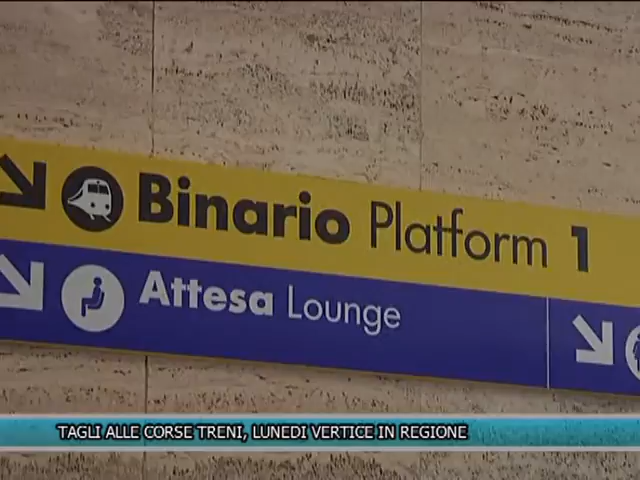 Binario Platform 1
Attesa Lounge
TAGLI ALLE CORSE TRENI, LUNEDI VERTICE IN REGIONE